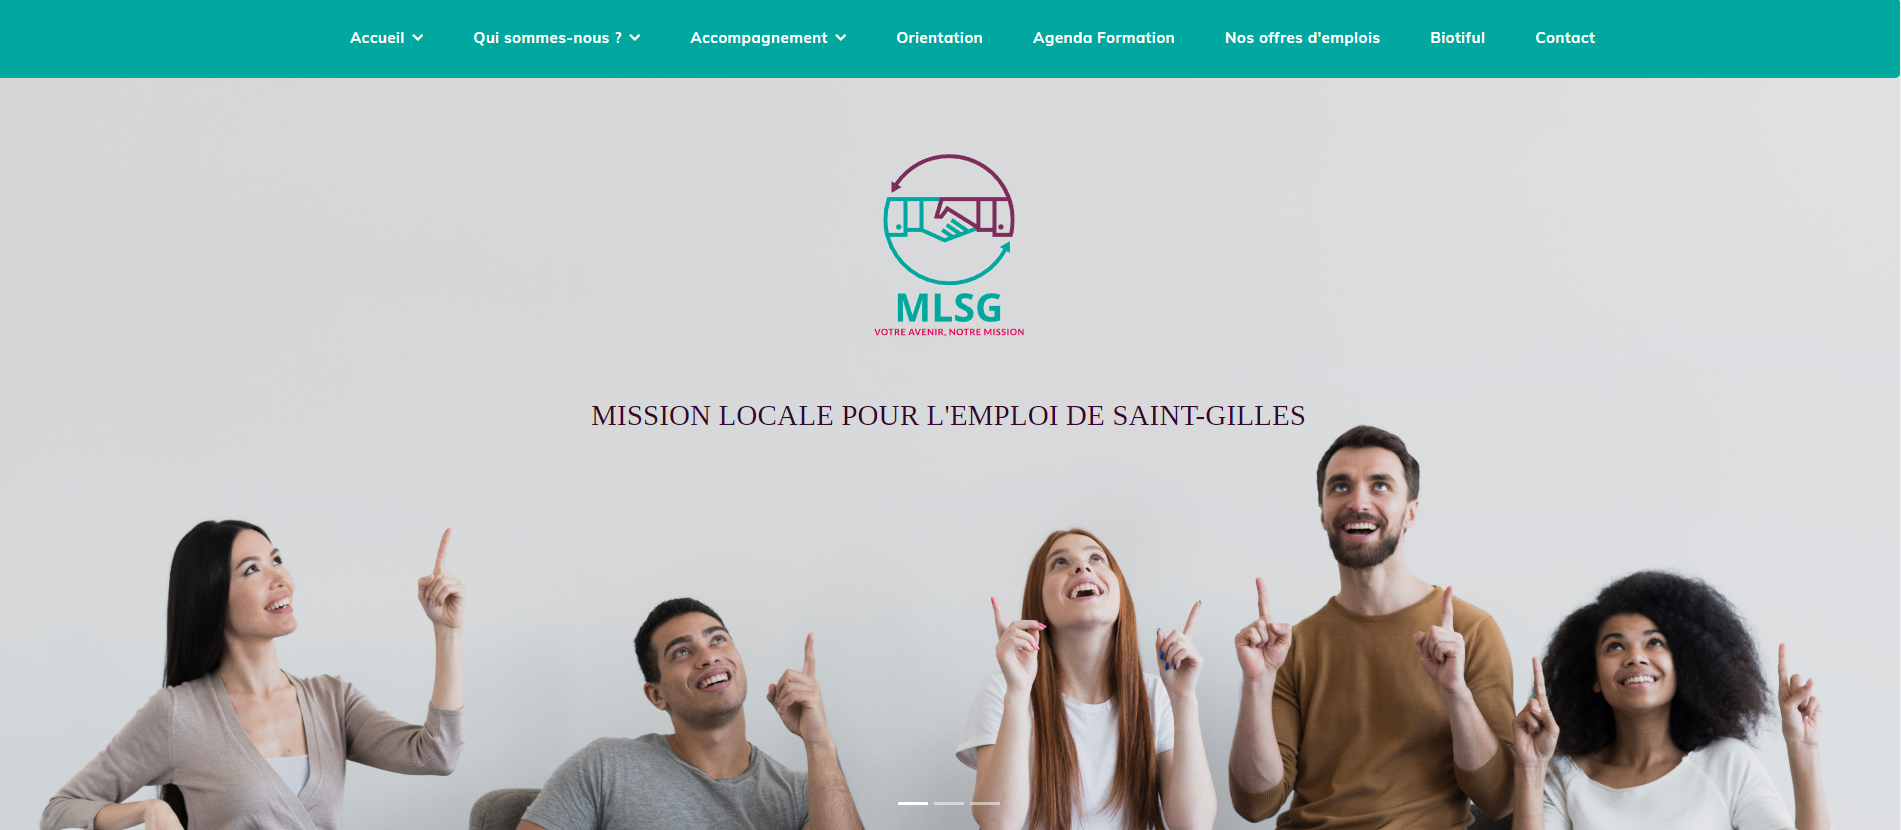 Accueil
Qui sommes-nous ?
Accompagnement
Orientation
Agenda Formation
Nos offres d'emplois
Biotiful
Contact
MLSG
VOTRE AVENIR, NOTRE MISSION
MISSION LOCALE POUR L'EMPLOI DE SAINT-GILLES